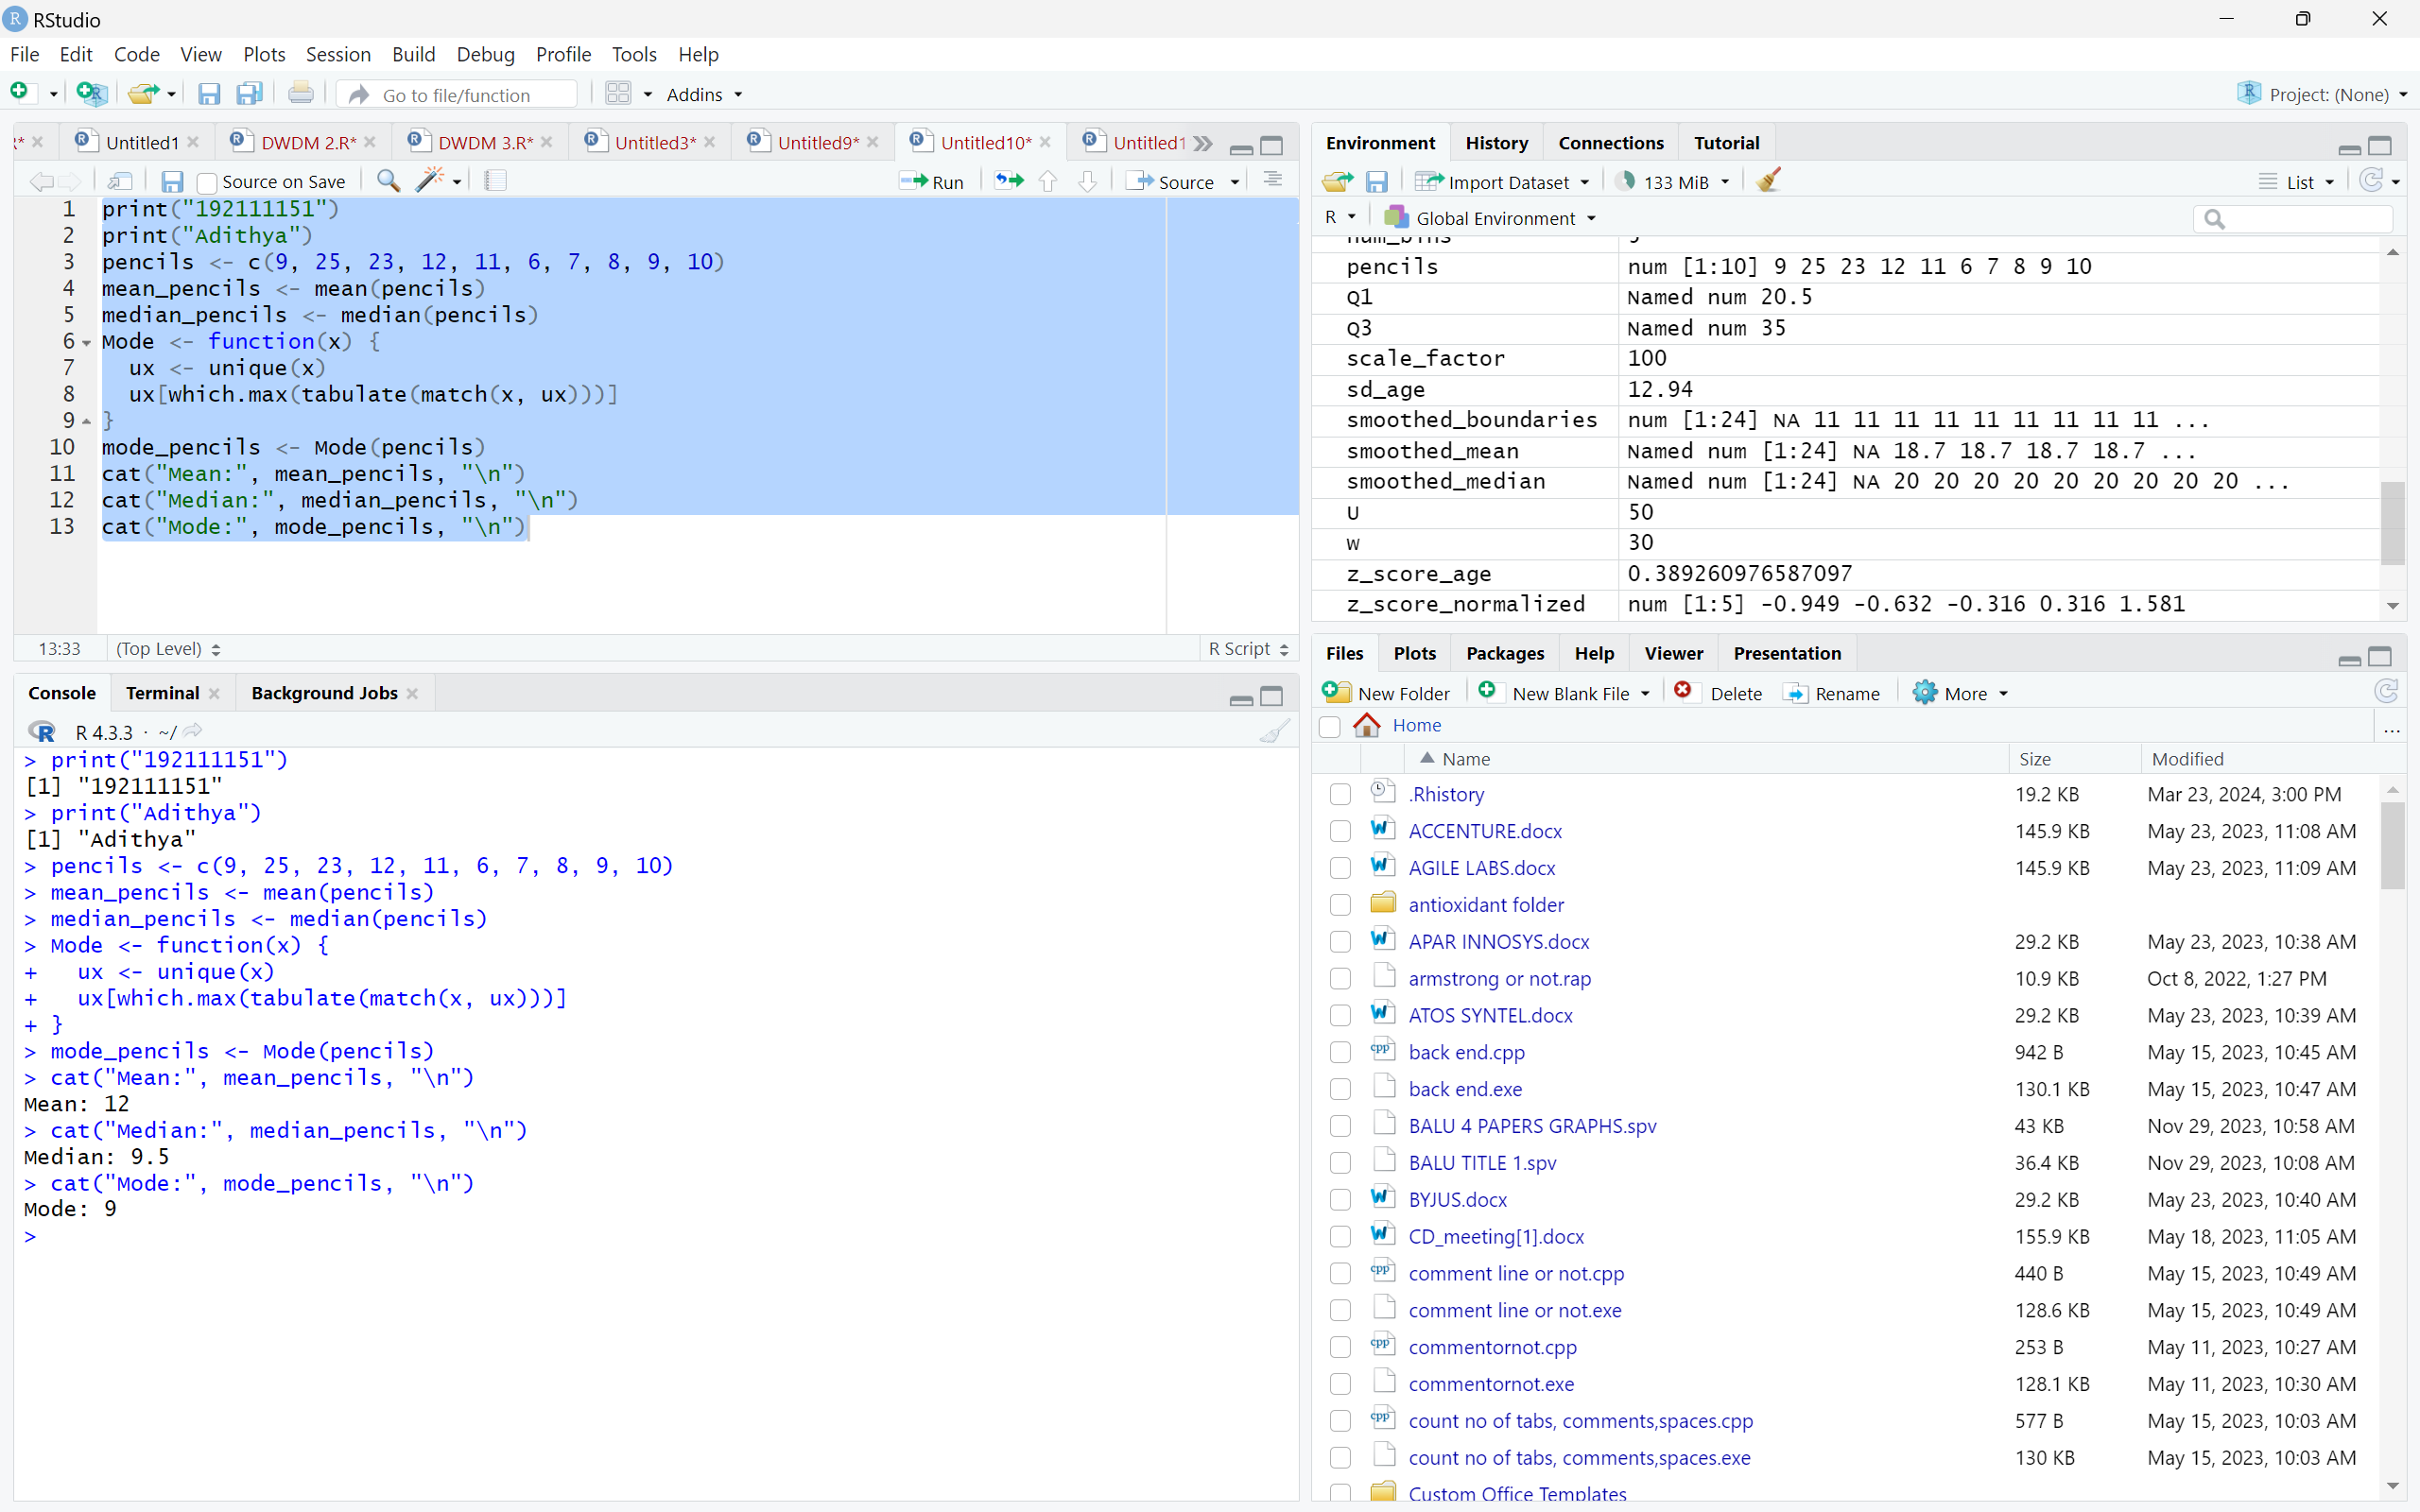 RStudio
File Edit Code View Plots Session Build Debug Profile Tools Help
Go to file/function Addins Project: (None)
R* Untitled1 DWDM 2.R* DWDM 3.R* Untitled3* Untitled9* Untitled10* Untitled1
Source on Save Run Source
1 print("192111151")
2 print("Adithya")
3 pencils <- c(9, 25, 23, 12, 11, 6, 7, 8, 9, 10)
4 mean_pencils <- mean(pencils)
5 median_pencils <- median(pencils)
6 Mode <- function(x) {
7 ux <- unique(x)
8 ux[which.max(tabulate(match(x, ux)))]
9 }
10 mode_pencils <- Mode(pencils)
11 cat("Mean:", mean_pencils, "\n")
12 cat("Median:", median_pencils, "\n")
13 cat("Mode:", mode_pencils, "\n")
13:33 (Top Level) R Script
Console Terminal Background Jobs
R 4.3.3 · ~/
> print("192111151")
[1] "192111151"
> print("Adithya")
[1] "Adithya"
> pencils <- c(9, 25, 23, 12, 11, 6, 7, 8, 9, 10)
> mean_pencils <- mean(pencils)
> median_pencils <- median(pencils)
> Mode <- function(x) {
+ ux <- unique(x)
+ ux[which.max(tabulate(match(x, ux)))]
+ }
> mode_pencils <- Mode(pencils)
> cat("Mean:", mean_pencils, "\n")
Mean: 12
> cat("Median:", median_pencils, "\n")
Median: 9.5
> cat("Mode:", mode_pencils, "\n")
Mode: 9
>
Environment History Connections Tutorial
Import Dataset 133 MiB List
R Global Environment
pencils num [1:10] 9 25 23 12 11 6 7 8 9 10
Q1 Named num 20.5
Q3 Named num 35
scale_factor 100
sd_age 12.94
smoothed_boundaries num [1:24] NA 11 11 11 11 11 11 11 11 11 ...
smoothed_mean Named num [1:24] NA 18.7 18.7 18.7 18.7 ...
smoothed_median Named num [1:24] NA 20 20 20 20 20 20 20 20 20 ...
U 50
w 30
z_score_age 0.389260976587097
z_score_normalized num [1:5] -0.949 -0.632 -0.316 0.316 1.581
Files Plots Packages Help Viewer Presentation
New Folder New Blank File Delete Rename More
Home ...
Name Size Modified
.Rhistory 19.2 KB Mar 23, 2024, 3:00 PM
ACCENTURE.docx 145.9 KB May 23, 2023, 11:08 AM
AGILE LABS.docx 145.9 KB May 23, 2023, 11:09 AM
antioxidant folder
APAR INNOSYS.docx 29.2 KB May 23, 2023, 10:38 AM
armstrong or not.rap 10.9 KB Oct 8, 2022, 1:27 PM
ATOS SYNTEL.docx 29.2 KB May 23, 2023, 10:39 AM
back end.cpp 942 B May 15, 2023, 10:45 AM
back end.exe 130.1 KB May 15, 2023, 10:47 AM
BALU 4 PAPERS GRAPHS.spv 43 KB Nov 29, 2023, 10:58 AM
BALU TITLE 1.spv 36.4 KB Nov 29, 2023, 10:08 AM
BYJUS.docx 29.2 KB May 23, 2023, 10:40 AM
CD_meeting[1].docx 155.9 KB May 18, 2023, 11:05 AM
comment line or not.cpp 440 B May 15, 2023, 10:49 AM
comment line or not.exe 128.6 KB May 15, 2023, 10:49 AM
commentornot.cpp 253 B May 11, 2023, 10:27 AM
commentornot.exe 128.1 KB May 11, 2023, 10:30 AM
count no of tabs, comments,spaces.cpp 577 B May 15, 2023, 10:03 AM
count no of tabs, comments,spaces.exe 130 KB May 15, 2023, 10:03 AM
Custom Office Templates